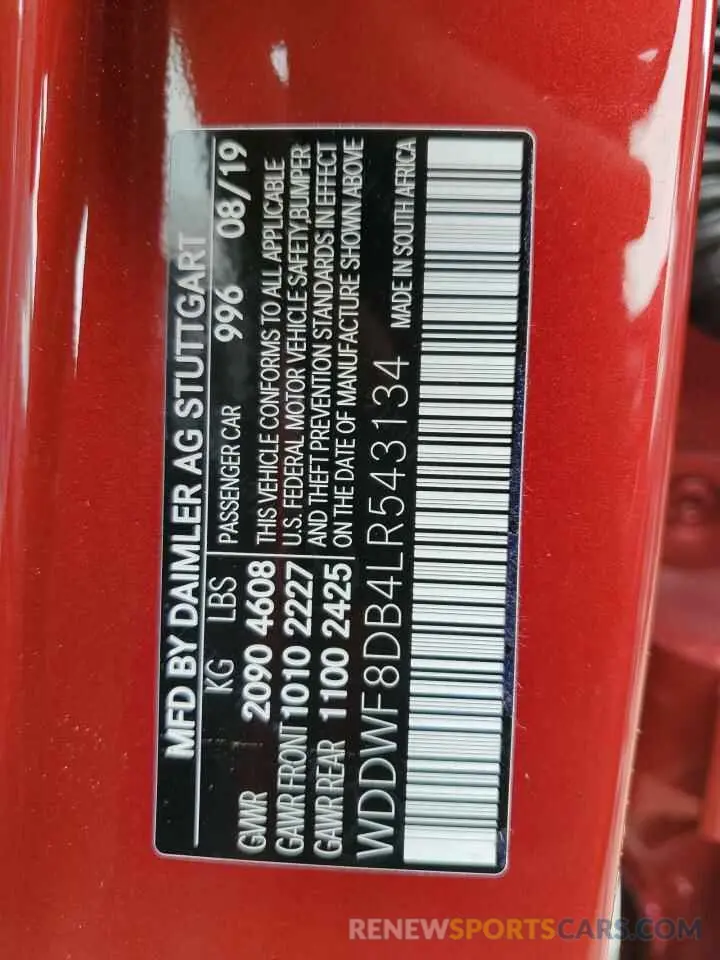 MFD BY DAIMLER AG STUTTGART
KG LBS PASSENGER CAR 996 08/19
GWR 2090 4608 THIS VEHICLE CONFORMS TO ALL APPLICABLE
GAWR FRONT 1010 2227 U.S. FEDERAL MOTOR VEHICLE SAFETY, BUMPER
GAWR REAR 1100 2425 AND THEFT PREVENTION STANDARDS IN EFFECT
ON THE DATE OF MANUFACTURE SHOWN ABOVE
WDDWF8DB4LR543134 MADE IN SOUTH AFRICA
RENEWSPORTSCARS.COM